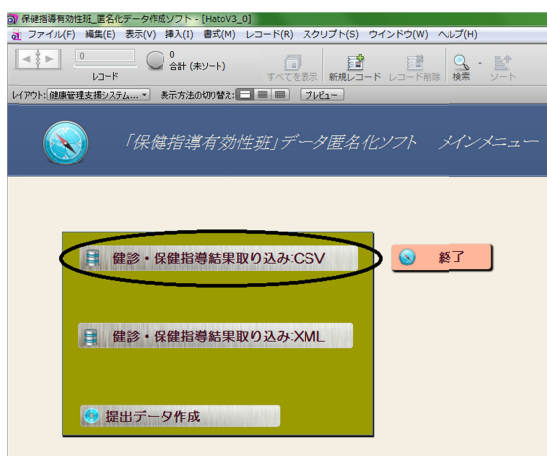 保健指導有効性班_匿名化データ作成ソフト - [HatoV3_0]
ファイル(F) 編集(E) 表示(V) 挿入(I) 書式(M) レコード(R) スクリプト(S) ウインドウ(W) ヘルプ(H)
0
0
合計 (未ソート)
レコード
すべてを表示 新規レコード レコード削除 検索 ソート
レイアウト: 健康管理支援システム... 表示方法の切り替え: プレビュー
「保健指導有効性班」データ匿名化ソフト メインメニュー
健診・保健指導結果取り込み:CSV
終了
健診・保健指導結果取り込み:XML
提出データ作成